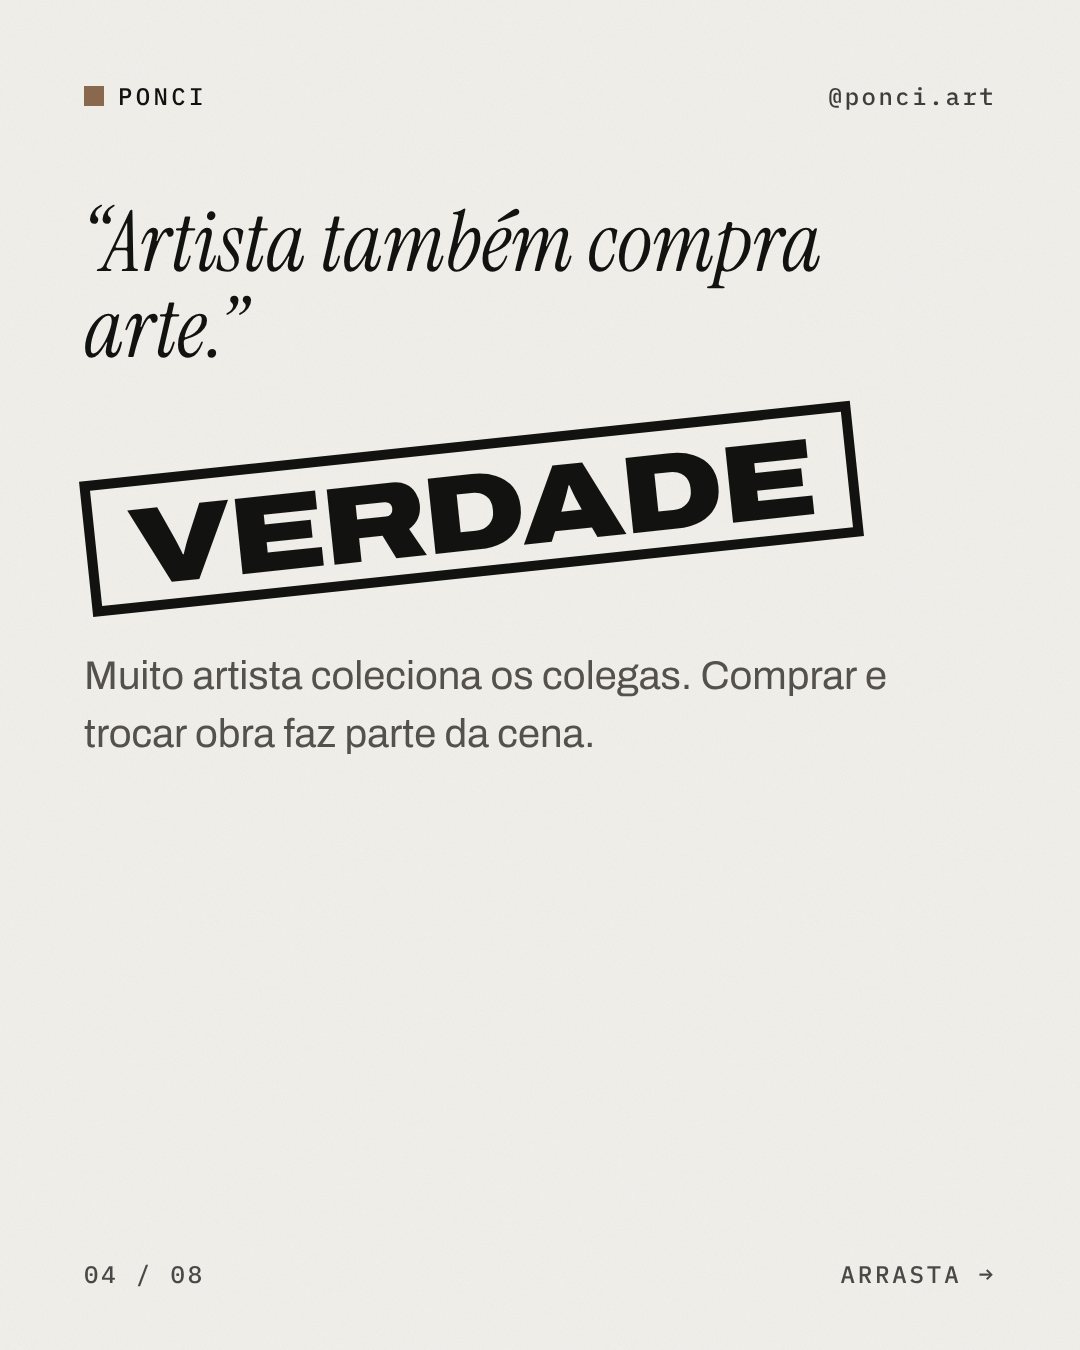 PONCI
@ponci.art
“Artista também compra
arte.”
VERDADE
Muito artista coleciona os colegas. Comprar e
trocar obra faz parte da cena.
04 / 08
ARRASTA →